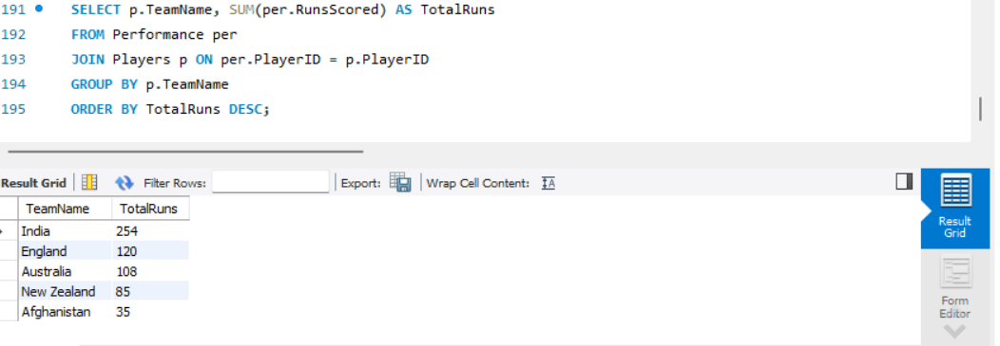 191 SELECT p.TeamName, SUM(per.RunsScored) AS TotalRuns
192 FROM Performance per
193 JOIN Players p ON per.PlayerID = p.PlayerID
194 GROUP BY p.TeamName
195 ORDER BY TotalRuns DESC;
Result Grid Filter Rows: Export: Wrap Cell Content: IA
TeamName TotalRuns
India 254
England 120
Australia 108
New Zealand 85
Afghanistan 35
Result
Grid
Form
Editor